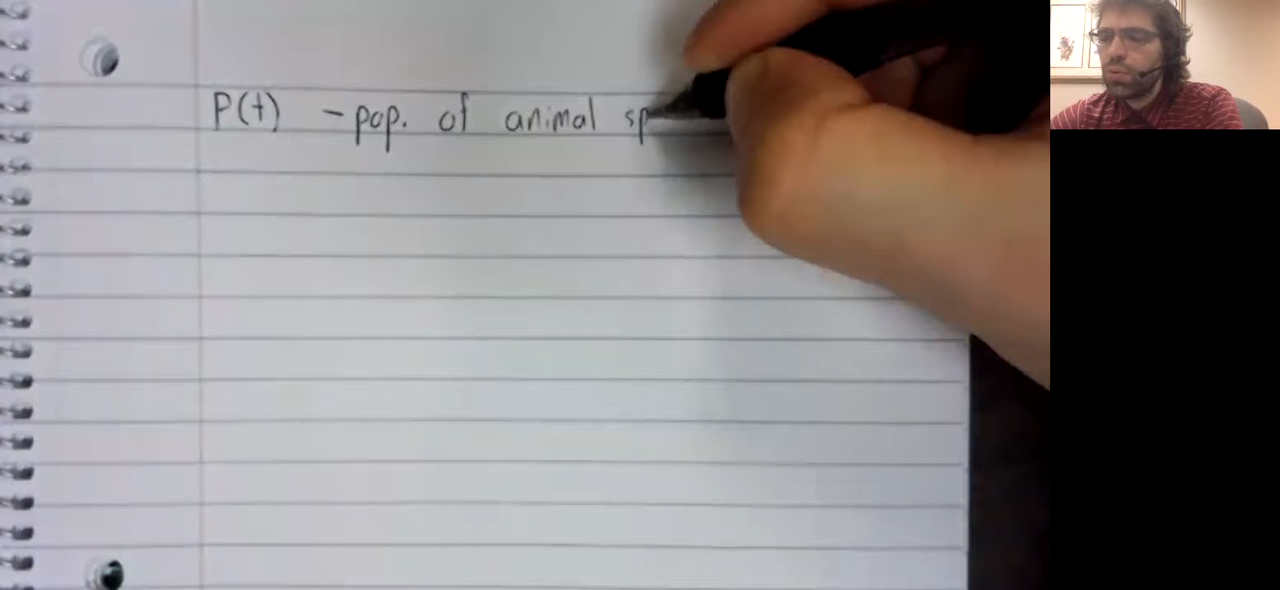 P(t) - pop. of animal sp